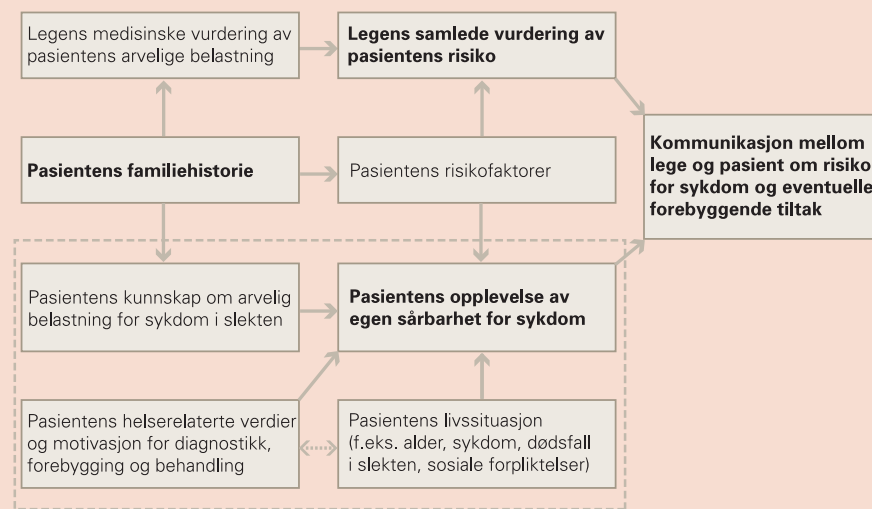 Legens medisinske vurdering av
pasientens arvelige belastning
Legens samlede vurdering av
pasientens risiko
Pasientens familiehistorie
Pasientens risikofaktorer
Kommunikasjon mellom
lege og pasient om risiko
for sykdom og eventuelle
forebyggende tiltak
Pasientens kunnskap om arvelig
belastning for sykdom i slekten
Pasientens opplevelse av
egen sårbarhet for sykdom
Pasientens helserelaterte verdier
og motivasjon for diagnostikk,
forebygging og behandling
Pasientens livssituasjon
(f.eks. alder, sykdom, dødsfall
i slekten, sosiale forpliktelser)